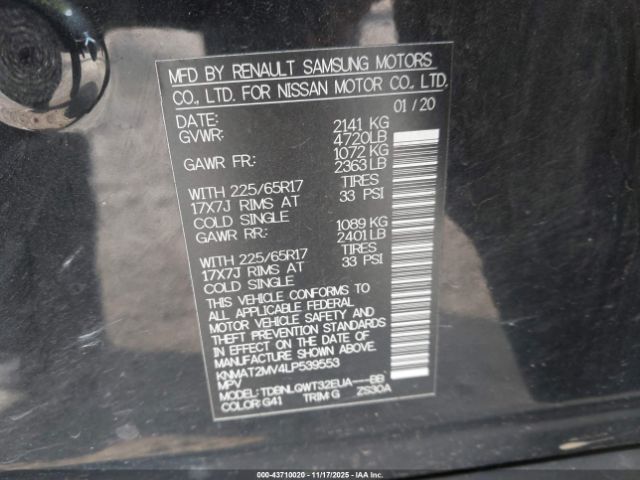 MFD BY RENAULT SAMSUNG MOTORS
CO., LTD. FOR NISSAN MOTOR CO., LTD.
DATE: 01/20
GVWR: 2141 KG
4720LB
GAWR FR: 1072 KG
2363LB
WITH 225/65R17 TIRES
17X7J RIMS AT 33 PSI
COLD SINGLE
GAWR RR: 1089 KG
2401LB
WITH 225/65R17 TIRES
17X7J RIMS AT 33 PSI
COLD SINGLE
THIS VEHICLE CONFORMS TO
ALL APPLICABLE FEDERAL
MOTOR VEHICLE SAFETY AND
THEFT PREVENTION STANDARDS
IN EFFECT ON THE DATE OF
MANUFACTURE SHOWN ABOVE.
KNMAT2MV4LP539553
MPV
MODEL: TDBNLQWT32EUA---BB
COLOR: G41 TRIM: G ZS30A
000-43710020 | 11/17/2025 | IAAHolding, LLC